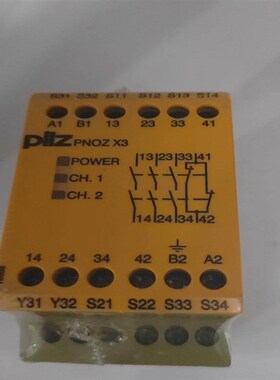 S31 S32 S11 S12 S13 S14
A1 B1 13 23 33 41
pilz PNOZ X3
POWER
CH. 1
CH. 2
13 23 33 41
14 24 34 42
14 24 34 42 B2 A2
Y31 Y32 S21 S22 S33 S34